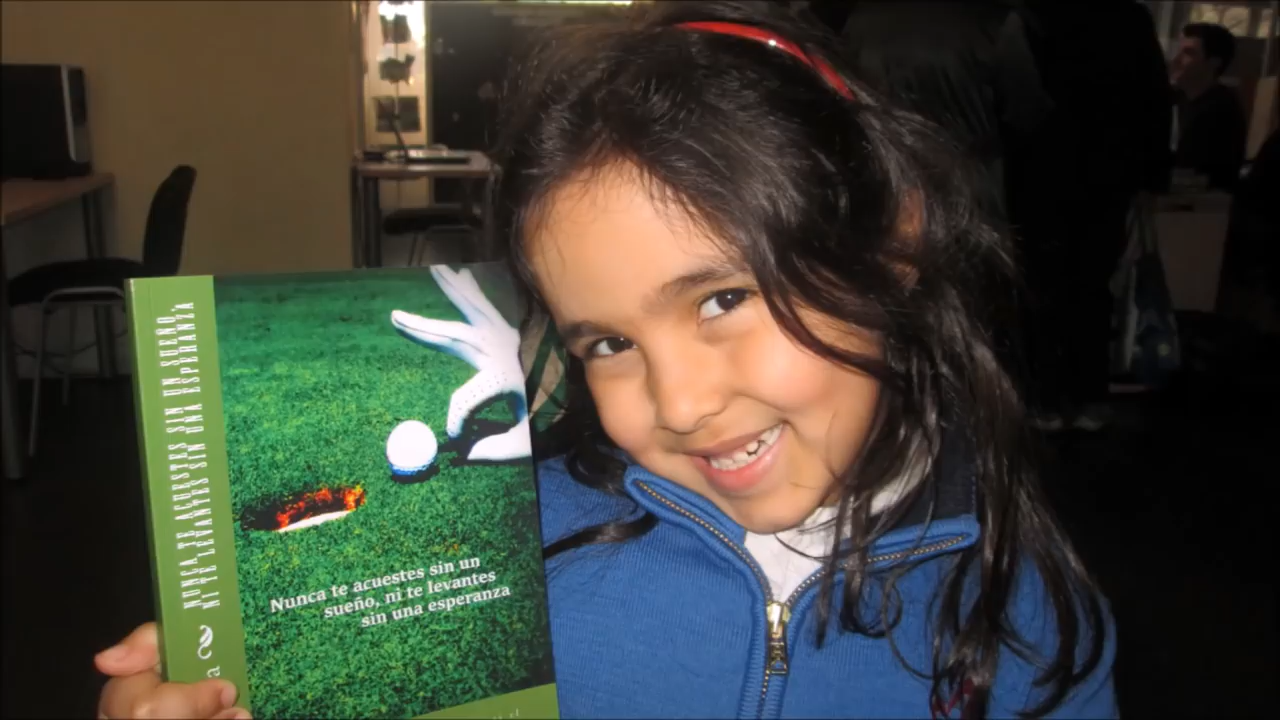 NUNCA TE ACUESTES SIN UN SUEÑO,
NI TE LEVANTES SIN UNA ESPERANZA
Nunca te acuestes sin un
sueño, ni te levantes
sin una esperanza